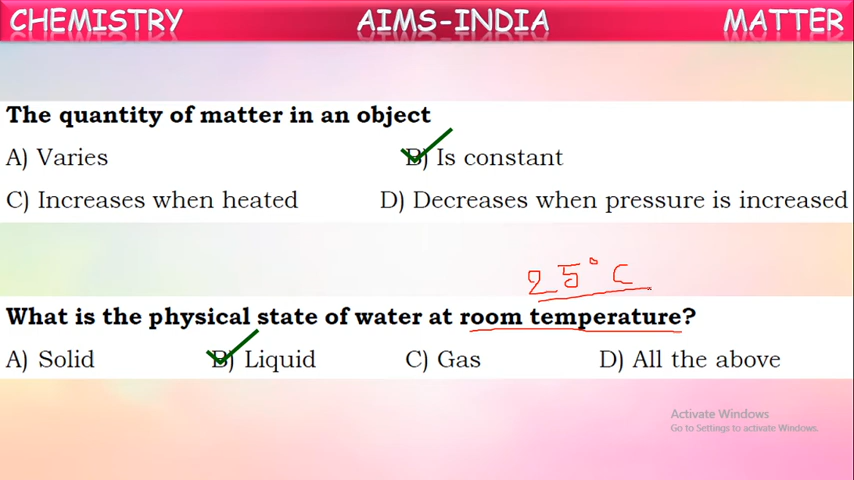 CHEMISTRY AIMS-INDIA MATTER
The quantity of matter in an object
A) Varies B) Is constant
C) Increases when heated D) Decreases when pressure is increased
25°C
What is the physical state of water at room temperature?
A) Solid B) Liquid C) Gas D) All the above
Activate Windows
Go to Settings to activate Windows.